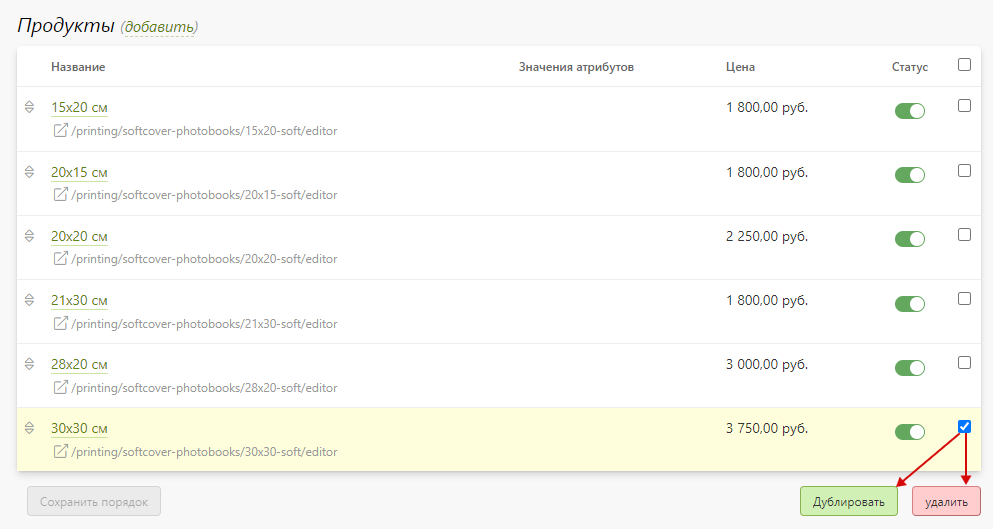 Продукты (добавить)
Название Значения атрибутов Цена Статус
15x20 см 1 800,00 руб.
/printing/softcover-photobooks/15x20-soft/editor
20x15 см 1 800,00 руб.
/printing/softcover-photobooks/20x15-soft/editor
20x20 см 2 250,00 руб.
/printing/softcover-photobooks/20x20-soft/editor
21x30 см 1 800,00 руб.
/printing/softcover-photobooks/21x30-soft/editor
28x20 см 3 000,00 руб.
/printing/softcover-photobooks/28x20-soft/editor
30x30 см 3 750,00 руб.
/printing/softcover-photobooks/30x30-soft/editor
Сохранить порядок Дублировать удалить